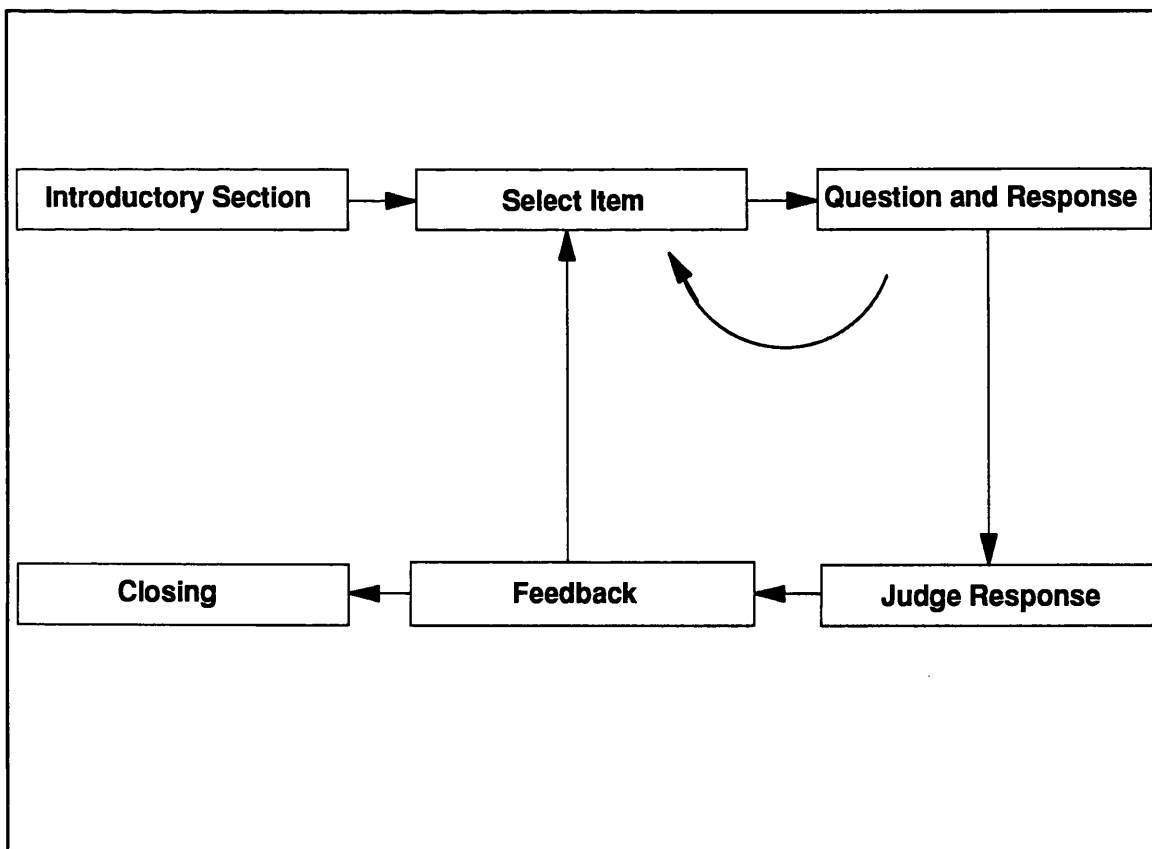 Introductory Section
Select Item
Question and Response
Closing
Feedback
Judge Response